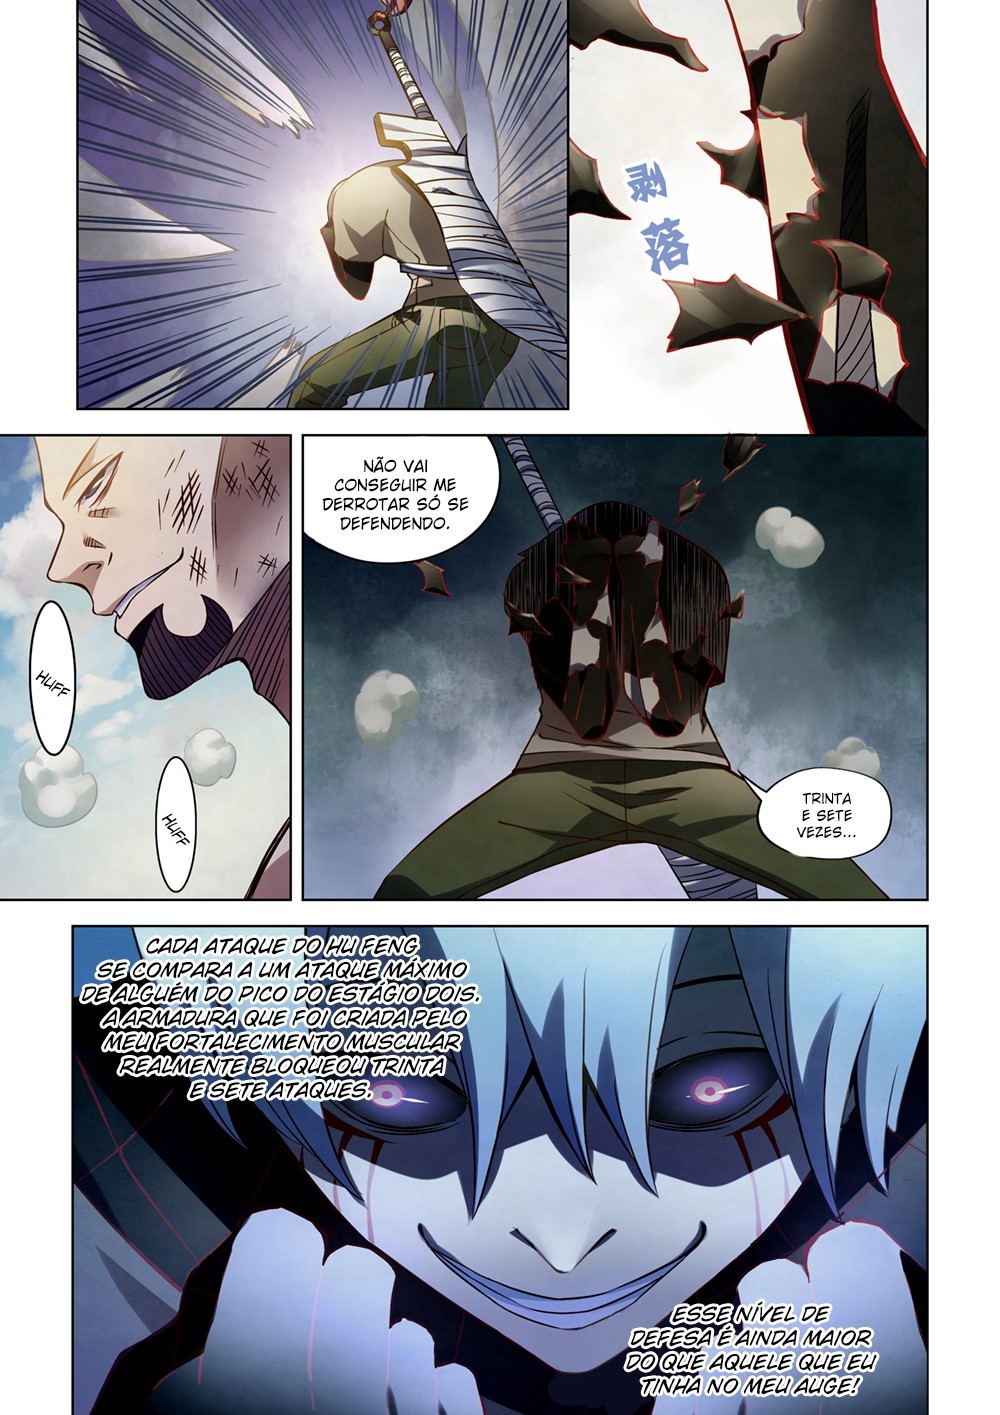 剥
落
NÃO VAI
CONSEGUIR ME
DERROTAR SÓ SE
DEFENDENDO.
HUFF
HUFF
TRINTA
E SETE
VEZES...
CADA ATAQUE DO HU FENG
SE COMPARA A UM ATAQUE MÁXIMO
DE ALGUÉM DO PICO DO ESTÁGIO DOIS.
A ARMADURA QUE FOI CRIADA PELO
MEU FORTALECIMENTO MUSCULAR
REALMENTE BLOQUEOU TRINTA
E SETE ATAQUES.
ESSE NÍVEL DE
DEFESA É AINDA MAIOR
DO QUE AQUELE QUE EU
TINHA NO MEU AUGE!